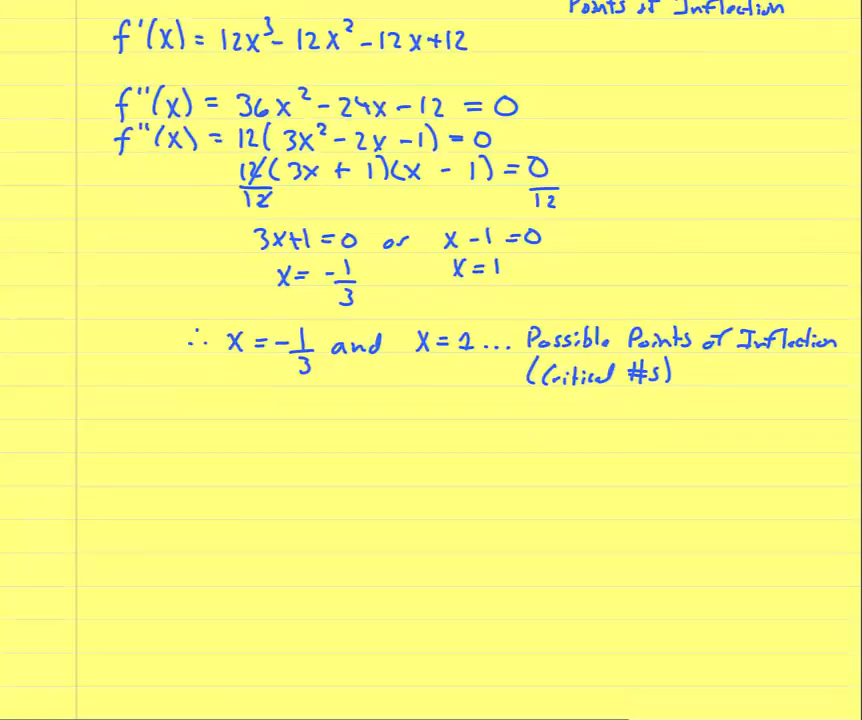 Points of Inflection
f'(x) = 12x³ - 12x² - 12x + 12
f''(x) = 36x² - 24x - 12 = 0
f''(x) = 12(3x² - 2x - 1) = 0
12(3x + 1)(x - 1) = 0
12 12
3x+1 = 0 or x - 1 = 0
x = -1/3 x = 1
∴ x = -1/3 and x = 1 ... Possible Points of Inflection
(Critical #s)